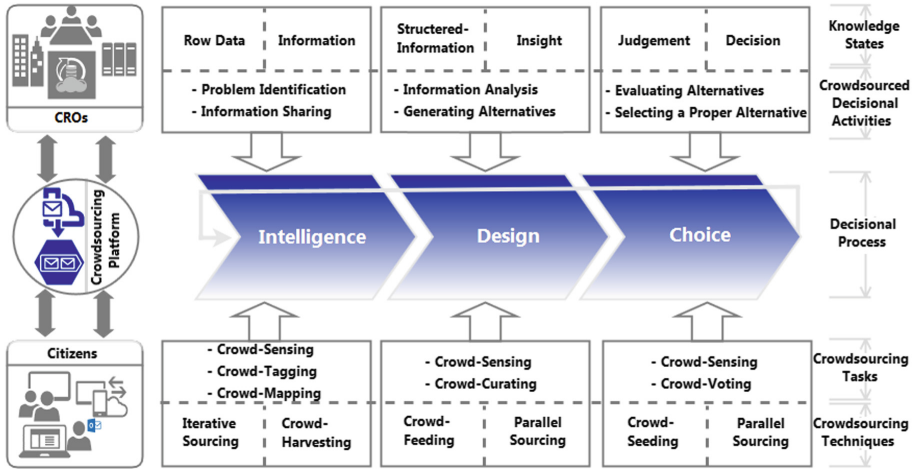 CROs
Crowdsourcing
Platform
Citizens
Row Data
Information
Structered-
Information
Insight
Judgement
Decision
Knowledge
States
- Problem Identification
- Information Sharing
- Information Analysis
- Generating Alternatives
- Evaluating Alternatives
- Selecting a Proper Alternative
Crowdsourced
Decisional
Activities
Intelligence
Design
Choice
Decisional
Process
- Crowd-Sensing
- Crowd-Tagging
- Crowd-Mapping
- Crowd-Sensing
- Crowd-Curating
- Crowd-Sensing
- Crowd-Voting
Crowdsourcing
Tasks
Iterative
Sourcing
Crowd-
Harvesting
Crowd-
Feeding
Parallel
Sourcing
Crowd-
Seeding
Parallel
Sourcing
Crowdsourcing
Techniques